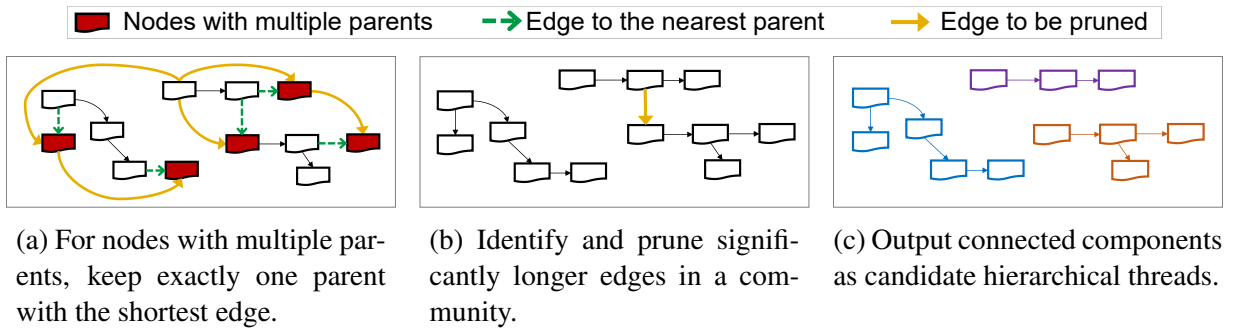 Nodes with multiple parents Edge to the nearest parent Edge to be pruned
(a) For nodes with multiple par-
ents, keep exactly one parent
with the shortest edge.
(b) Identify and prune signifi-
cantly longer edges in a com-
munity.
(c) Output connected components
as candidate hierarchical threads.